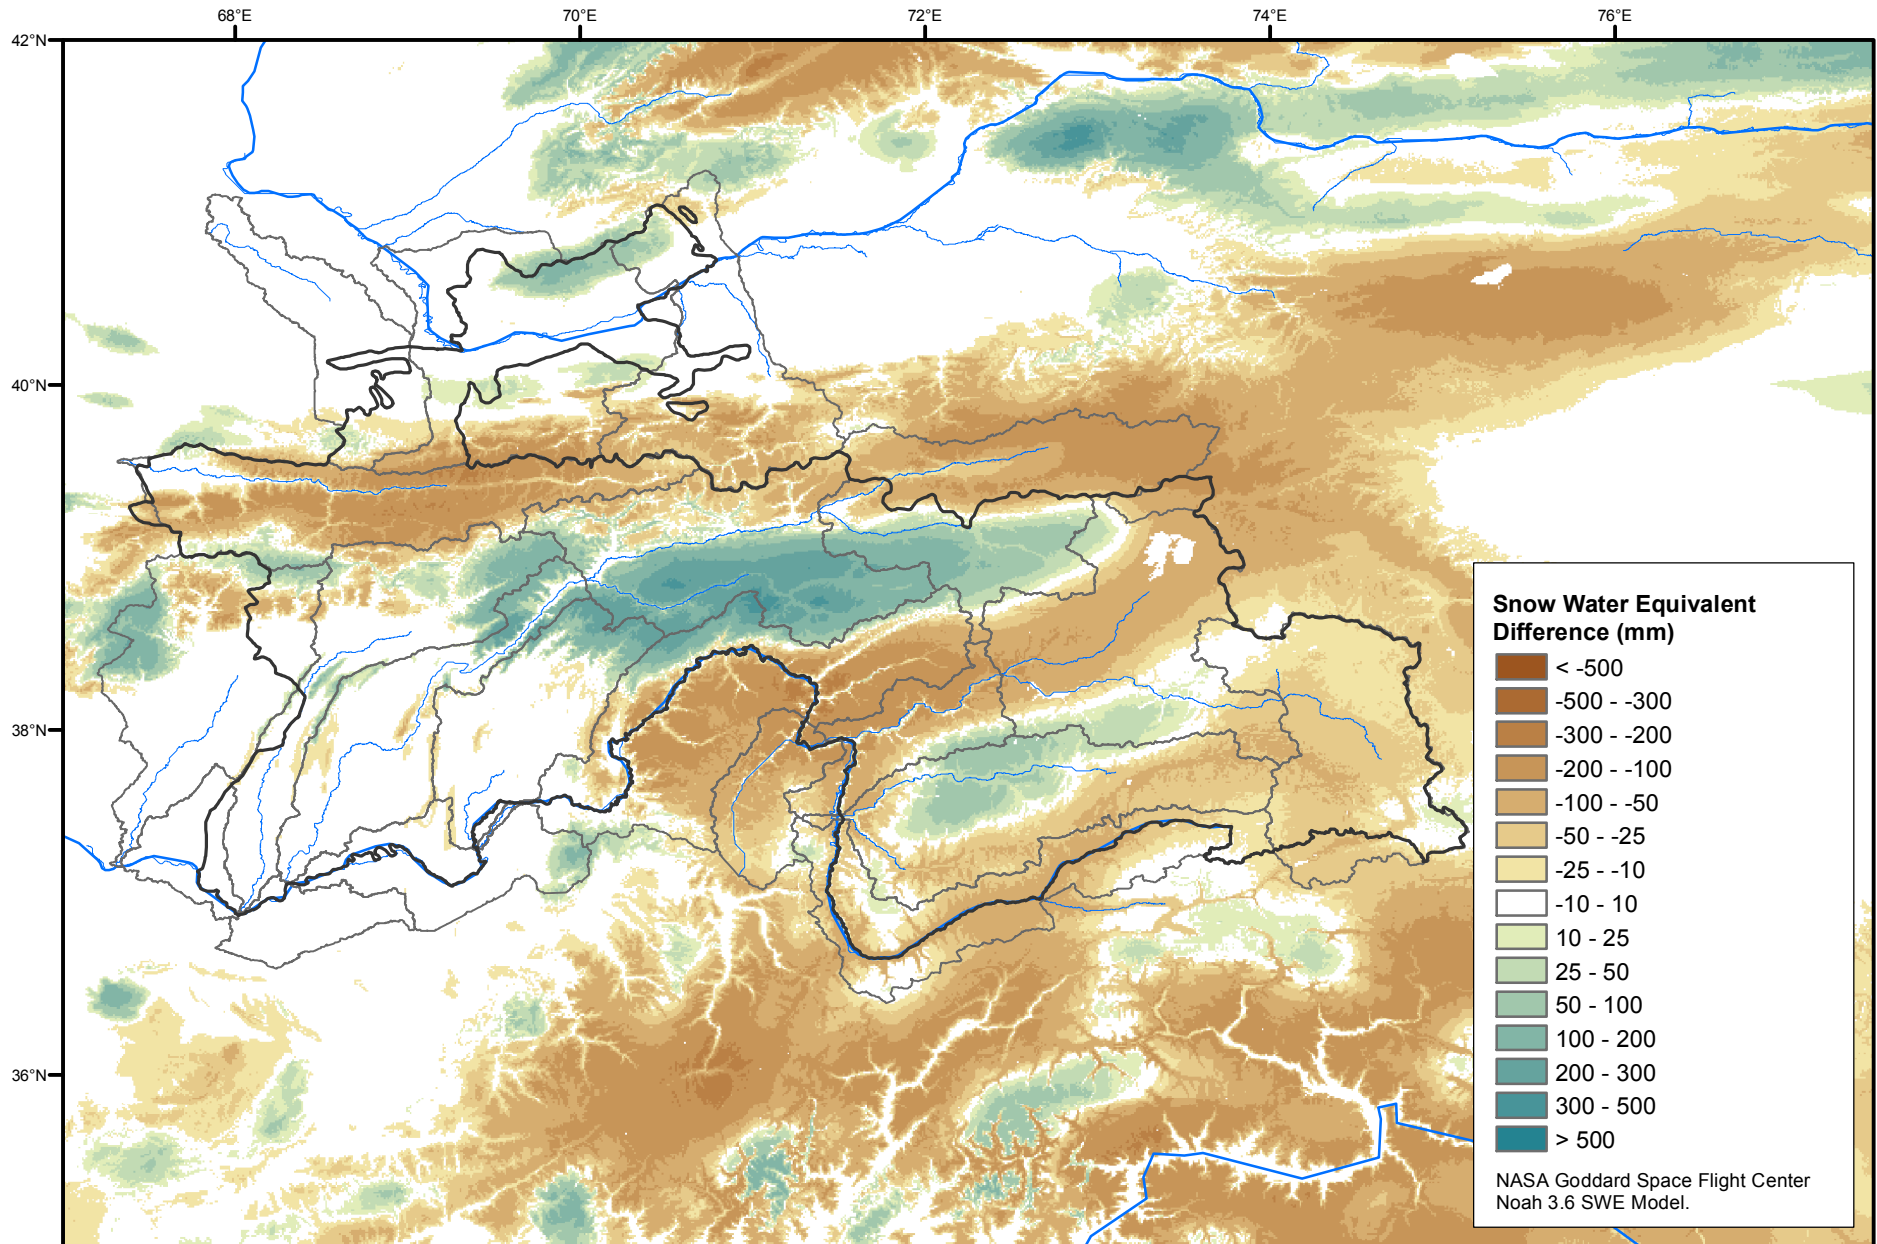 68°E 70°E 72°E 74°E 76°E
42°N
40°N
38°N
36°N
Snow Water Equivalent
Difference (mm)
< -500
-500 - -300
-300 - -200
-200 - -100
-100 - -50
-50 - -25
-25 - -10
-10 - 10
10 - 25
25 - 50
50 - 100
100 - 200
200 - 300
300 - 500
> 500
NASA Goddard Space Flight Center
Noah 3.6 SWE Model.